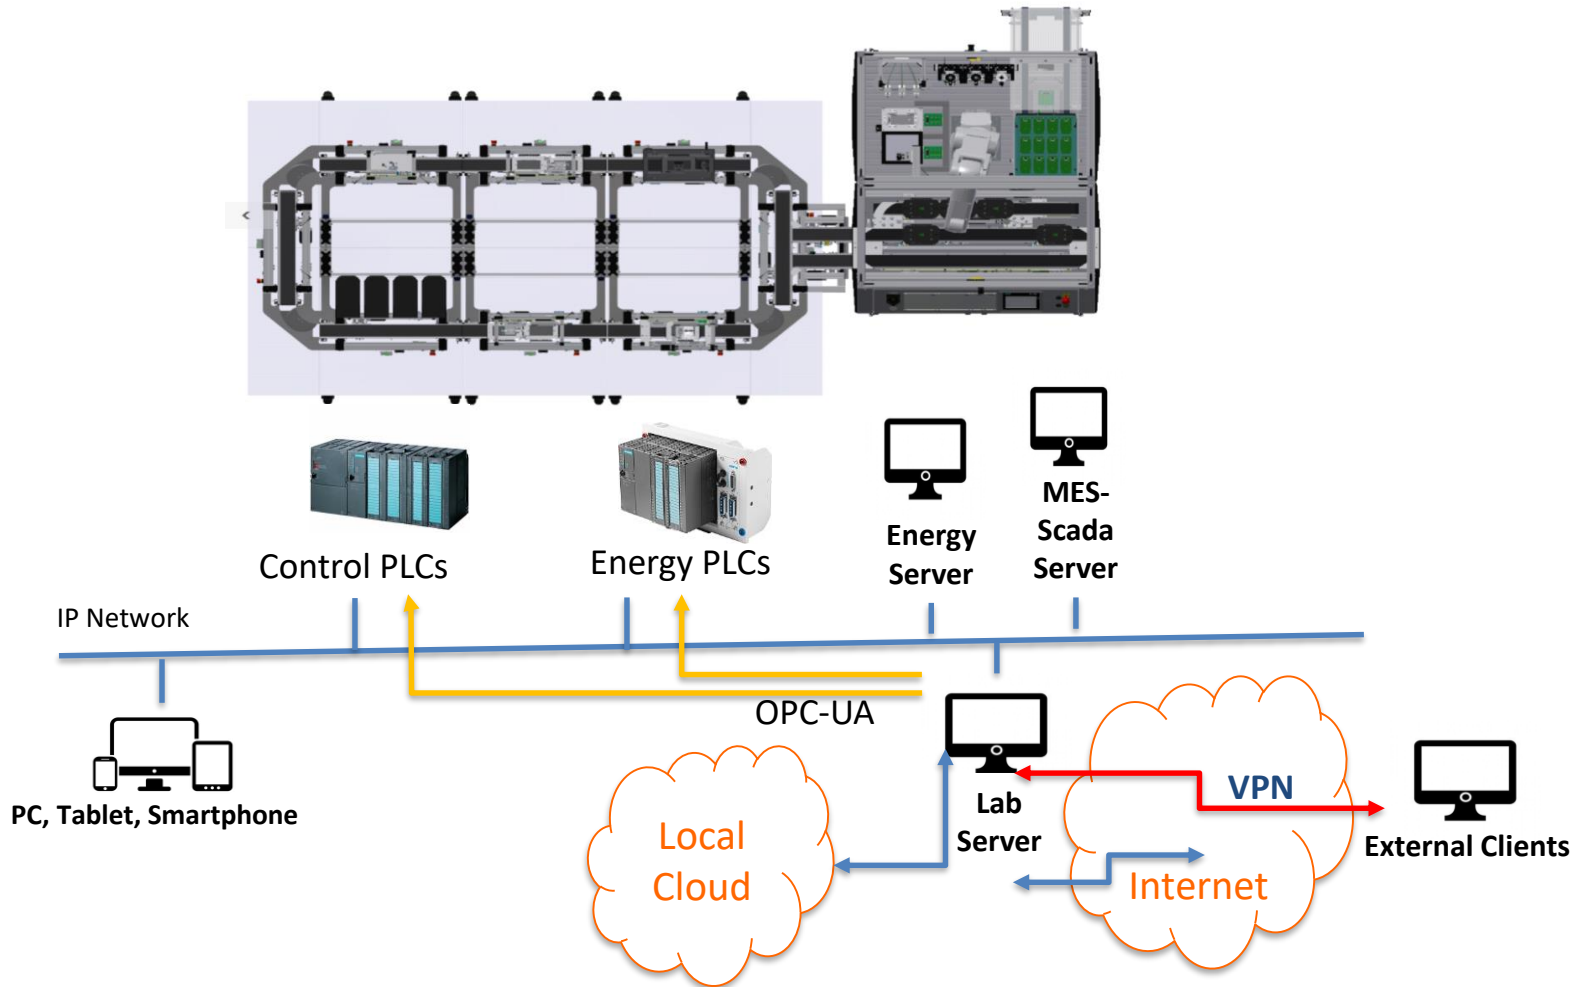 Control PLCs
Energy PLCs
Energy
Server
MES-
Scada
Server
IP Network
OPC-UA
PC, Tablet, Smartphone
Local
Cloud
Lab
Server
VPN
Internet
External Clients